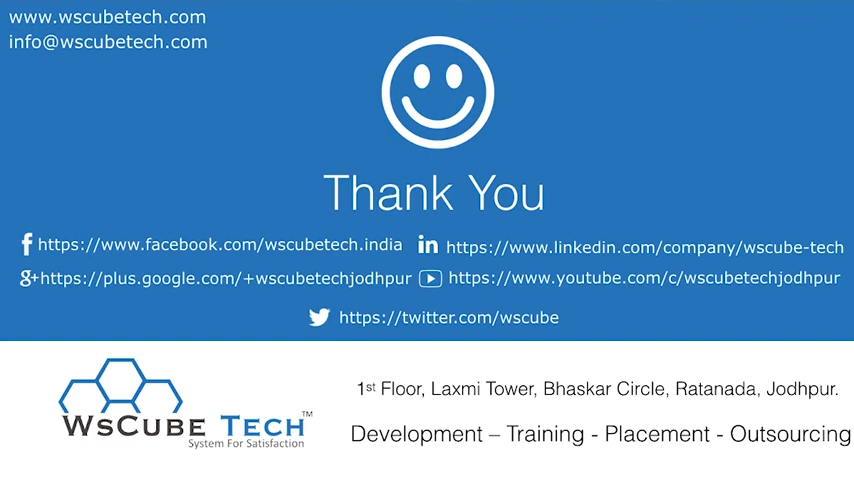 www.wscubetech.com
info@wscubetech.com
Thank You
https://www.facebook.com/wscubetech.india
https://www.linkedin.com/company/wscube-tech
https://plus.google.com/+wscubetechjodhpur
https://www.youtube.com/c/wscubetechjodhpur
https://twitter.com/wscube
WsCube Tech™
System For Satisfaction
1st Floor, Laxmi Tower, Bhaskar Circle, Ratanada, Jodhpur.
Development – Training - Placement - Outsourcing